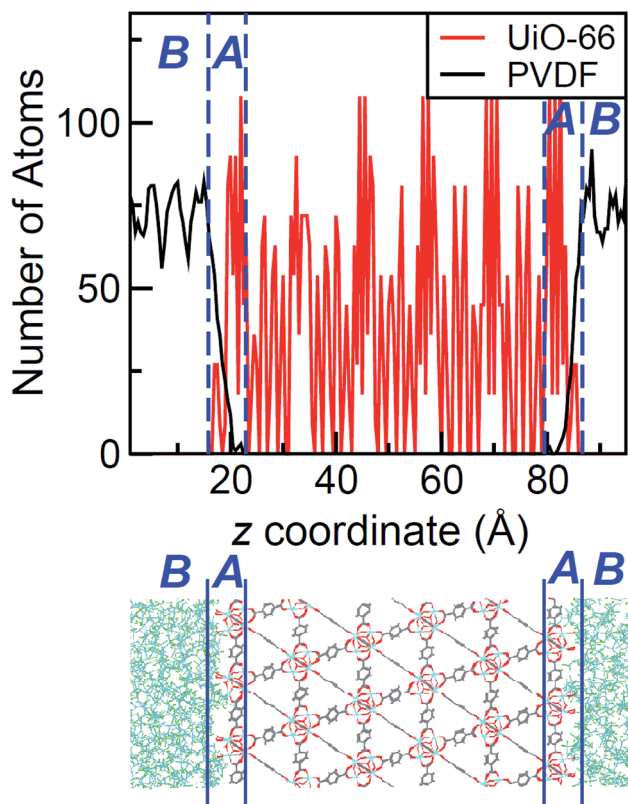 B A
UiO-66
PVDF
A B
100
50
0
Number of Atoms
20 40 60 80
z coordinate (Å)
B A A B